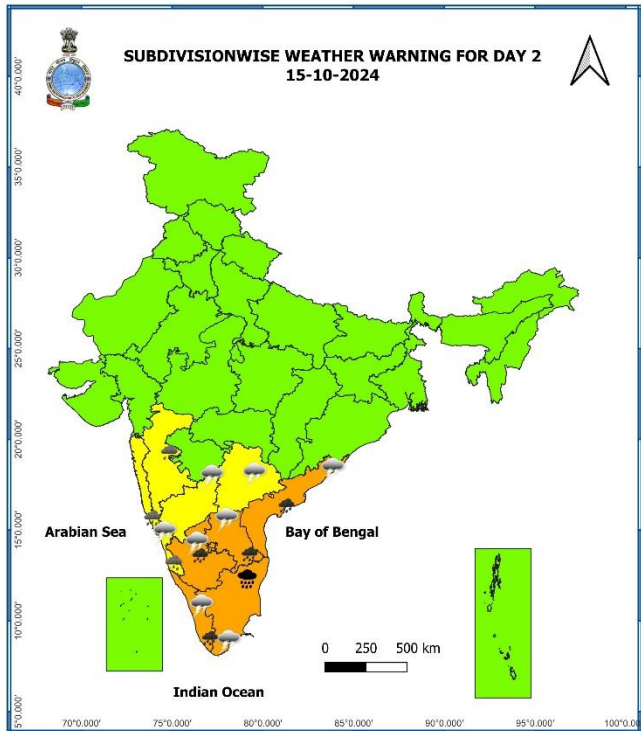 SUBDIVISIONWISE WEATHER WARNING FOR DAY 2
15-10-2024
40°0.000'
35°0.000'
30°0.000'
25°0.000'
20°0.000'
15°0.000'
10°0.000'
5°0.000'
Arabian Sea
Bay of Bengal
0 250 500 km
Indian Ocean
70°0.000' 75°0.000' 80°0.000' 85°0.000' 90°0.000' 95°0.000' 100°0.000'